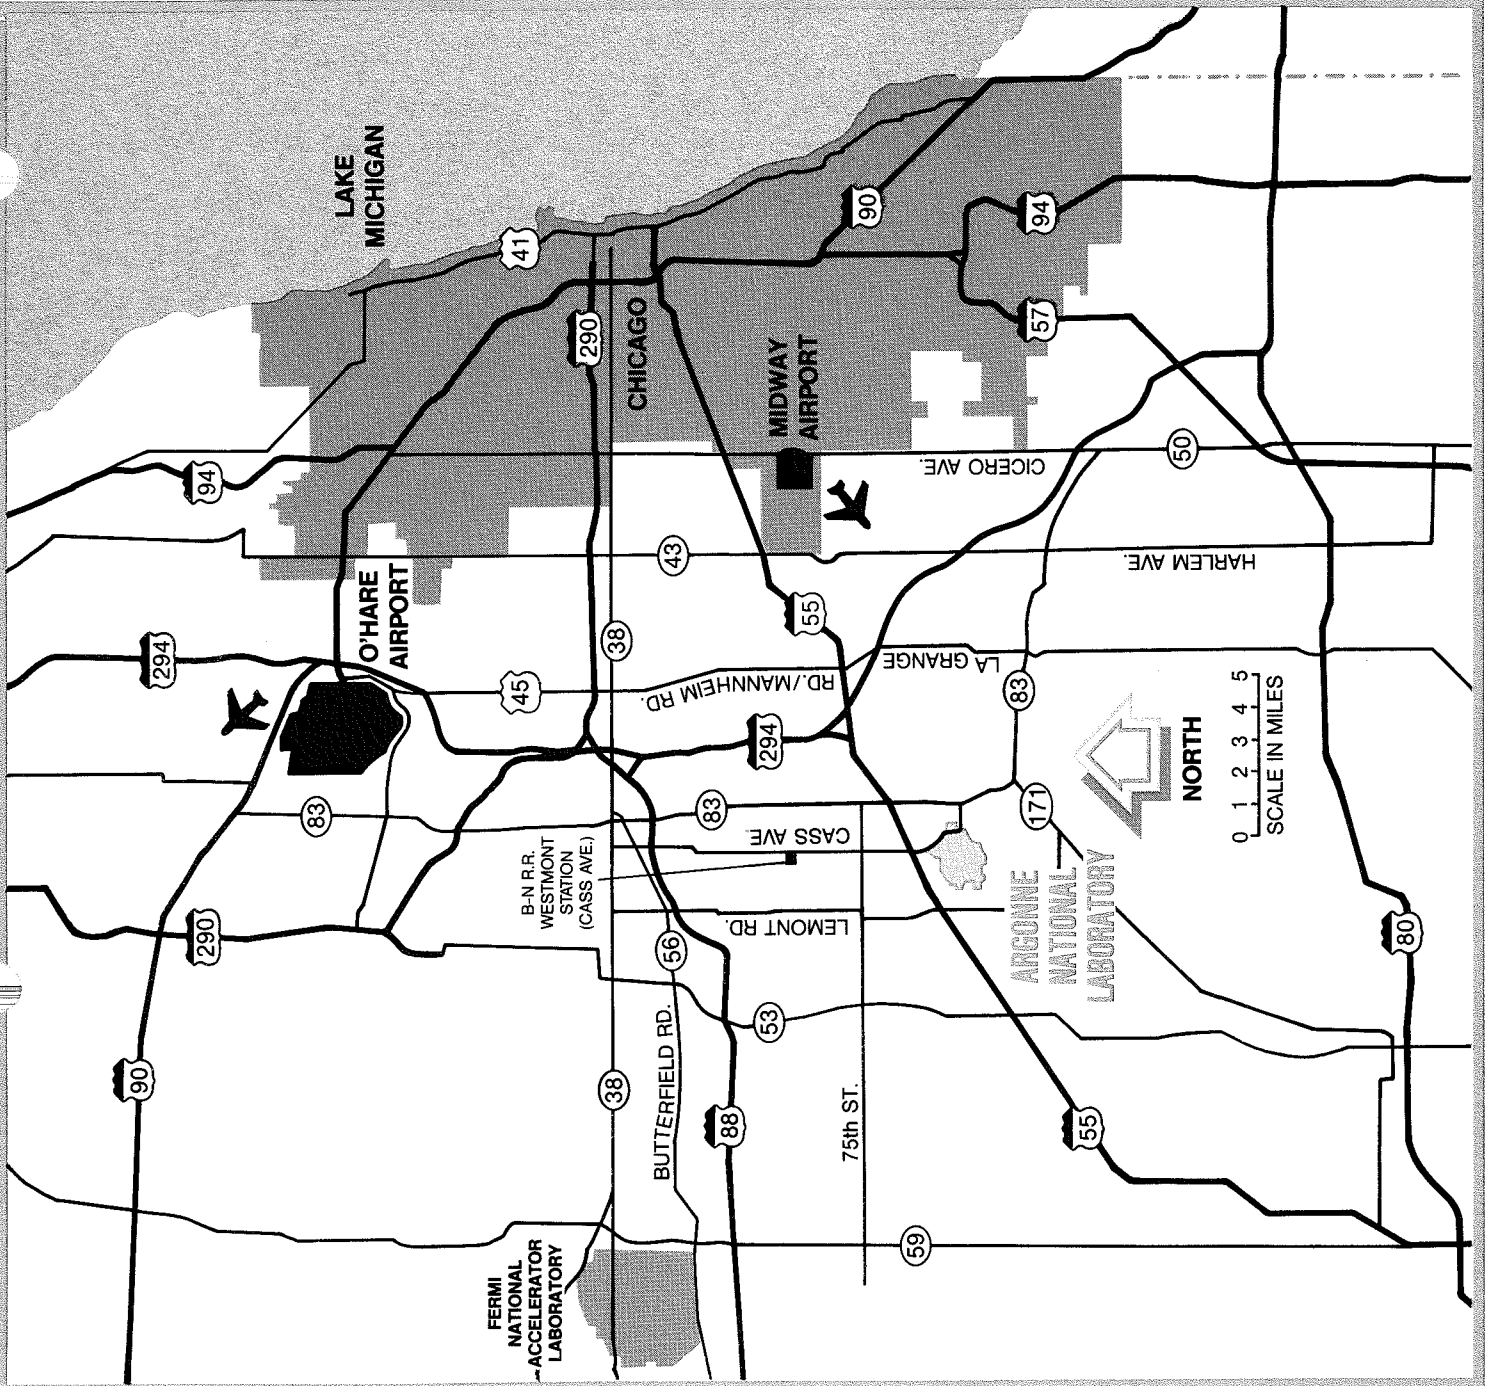 LAKE
MICHIGAN
41
90
94
57
290
CHICAGO
MIDWAY
AIRPORT
94
CICERO AVE.
50
43
HARLEM AVE.
O'HARE
AIRPORT
55
38
294
45
RD./MANNHEIM RD.
LA GRANGE
83
294
NORTH
0 1 2 3 4 5
SCALE IN MILES
83
83
CASS AVE.
171
B-N R.R.
WESTMONT
STATION
(CASS AVE.)
LEMONT RD.
ARGONNE
NATIONAL
LABORATORY
290
56
80
53
90
38
BUTTERFIELD RD.
88
75th ST.
55
59
FERMI
NATIONAL
ACCELERATOR
LABORATORY